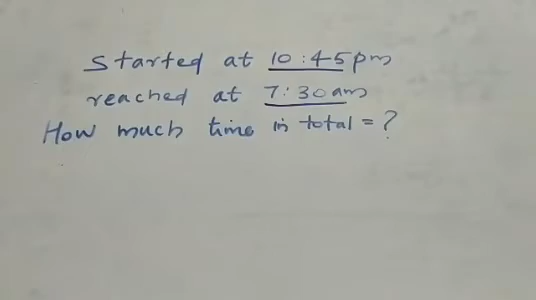 Started at 10:45pm
reached at 7:30am
How much time in total = ?